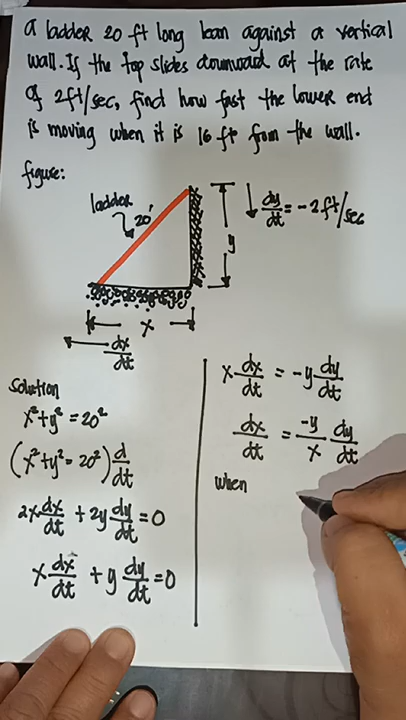 A ladder 20 ft long lean against a vertical
wall. If the top slides downward at the rate
of 2ft/sec, find how fast the lower end
is moving when it is 16 ft from the wall.
figure:
ladder
20'
y
dy/dt = -2 ft/sec
x
dx/dt
Solution
x² + y² = 20²
(x² + y² = 20²) d/dt
2x dx/dt + 2y dy/dt = 0
x dx/dt + y dy/dt = 0
x dx/dt = -y dy/dt
dx/dt = -y/x dy/dt
when